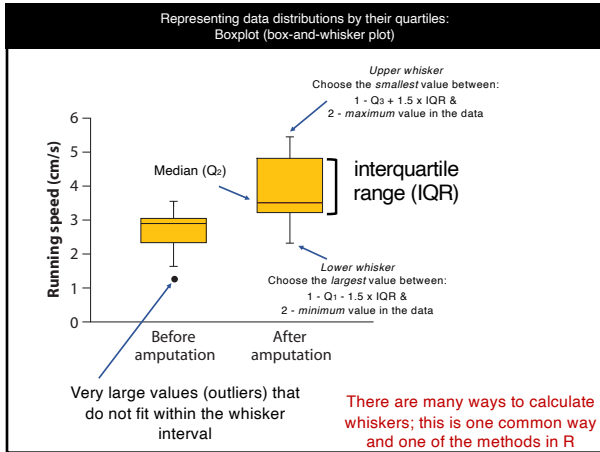 Representing data distributions by their quartiles:
Boxplot (box-and-whisker plot)
Upper whisker
Choose the smallest value between:
1 - Q3 + 1.5 x IQR &
2 - maximum value in the data
Running speed (cm/s)
6
5
4
3
2
1
0
Median (Q2)
interquartile
range (IQR)
Lower whisker
Choose the largest value between:
1 - Q1 - 1.5 x IQR &
2 - minimum value in the data
Before
amputation
After
amputation
Very large values (outliers) that
do not fit within the whisker
interval
There are many ways to calculate
whiskers; this is one common way
and one of the methods in R